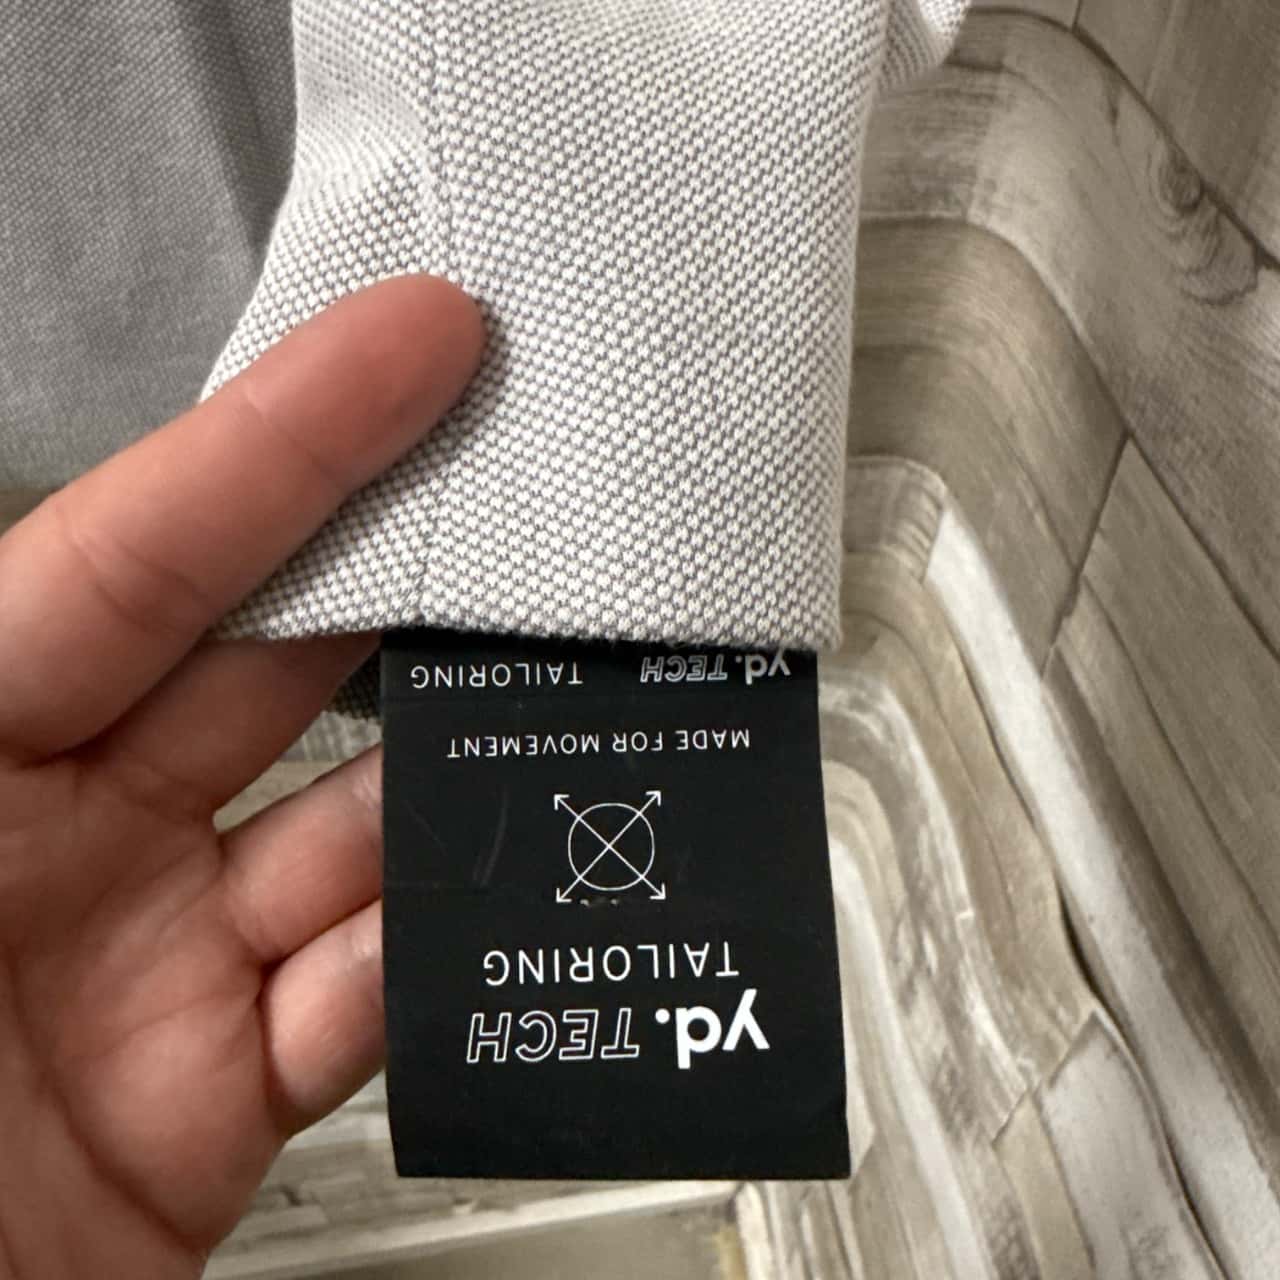 yd. TECH
TAILORING
MADE FOR MOVEMENT
yd. TECH TAILORING